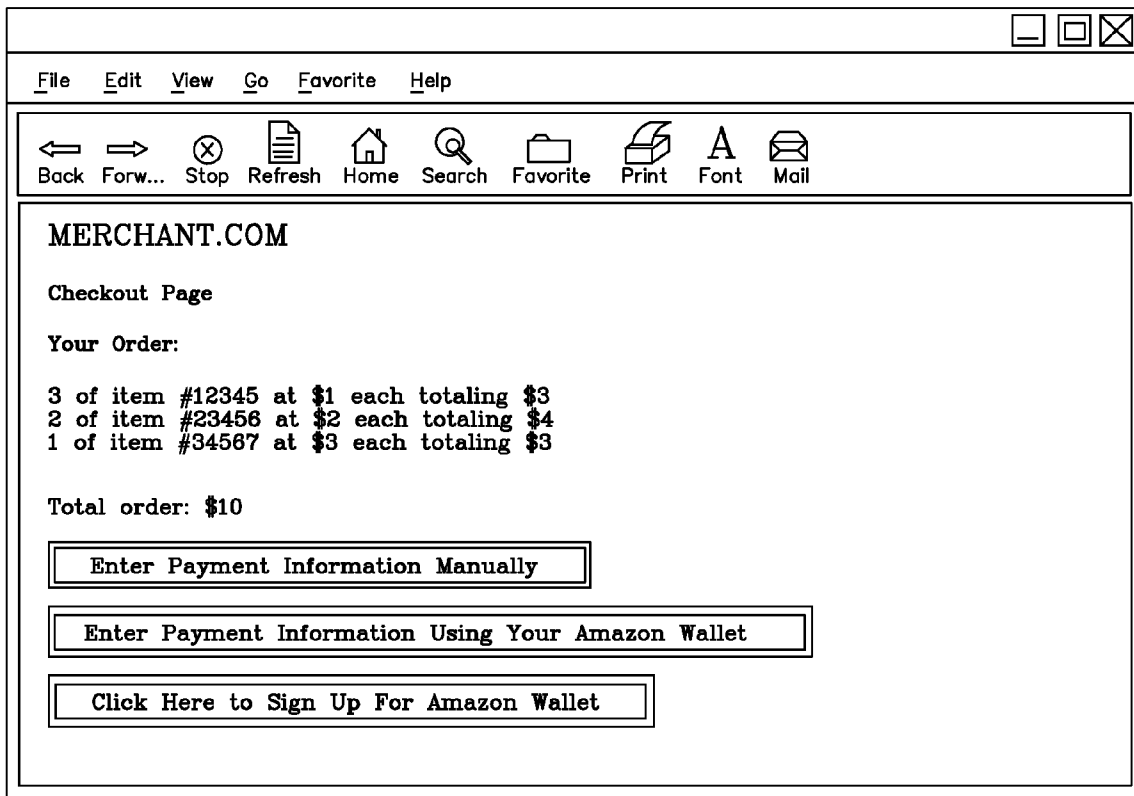 File Edit View Go Favorite Help
Back Forw... Stop Refresh Home Search Favorite Print Font Mail
MERCHANT.COM
Checkout Page
Your Order:
3 of item #12345 at $1 each totaling $3
2 of item #23456 at $2 each totaling $4
1 of item #34567 at $3 each totaling $3
Total order: $10
Enter Payment Information Manually
Enter Payment Information Using Your Amazon Wallet
Click Here to Sign Up For Amazon Wallet